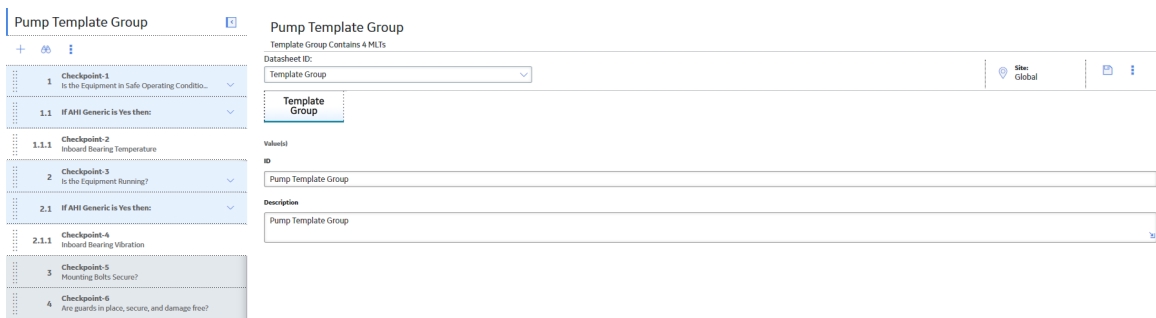 Pump Template Group
1 Checkpoint-1
Is the Equipment in Safe Operating Conditio...
1.1 If AHI Generic is Yes then:
1.1.1 Checkpoint-2
Inboard Bearing Temperature
2 Checkpoint-3
Is the Equipment Running?
2.1 If AHI Generic is Yes then:
2.1.1 Checkpoint-4
Inboard Bearing Vibration
3 Checkpoint-5
Mounting Bolts Secure?
4 Checkpoint-6
Are guards in place, secure, and damage free?
Pump Template Group
Template Group Contains 4 MLTs
Datasheet ID:
Template Group
Site:
Global
Template
Group
Value(s)
ID
Pump Template Group
Description
Pump Template Group